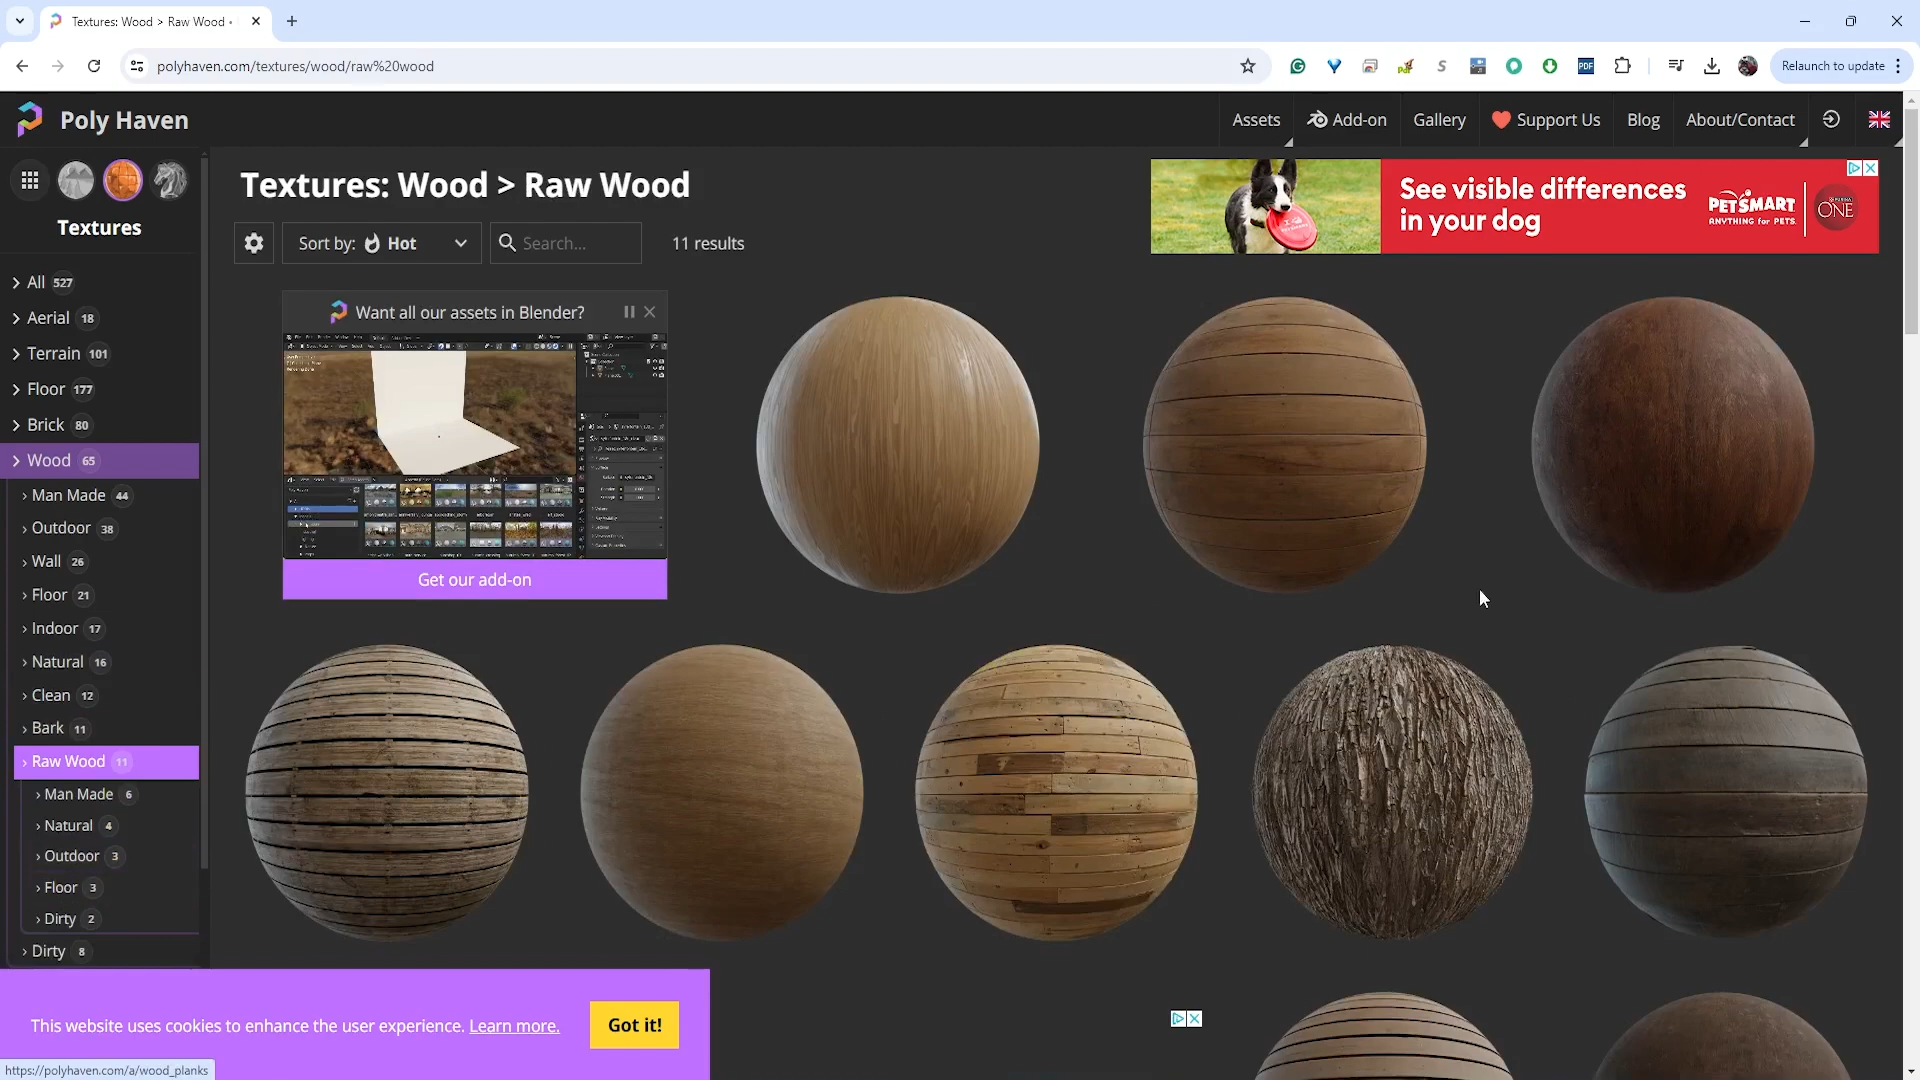 Textures: Wood > Raw Wood -
polyhaven.com/textures/wood/raw%20wood
Relaunch to update
Poly Haven
Assets
Add-on
Gallery
Support Us
Blog
About/Contact
Textures
Textures: Wood > Raw Wood
Sort by: Hot
Search...
11 results
See visible differences
in your dog
PETSMART
ANYTHING for PETS
PURINA
ONE
All 527
Aerial 18
Terrain 101
Floor 177
Brick 80
Wood 65
Man Made 44
Outdoor 38
Wall 26
Floor 21
Indoor 17
Natural 16
Clean 12
Bark 11
Raw Wood 11
Man Made 6
Natural 4
Outdoor 3
Floor 3
Dirty 2
Dirty 8
Want all our assets in Blender?
Get our add-on
This website uses cookies to enhance the user experience. Learn more.
Got it!
https://polyhaven.com/a/wood_planks